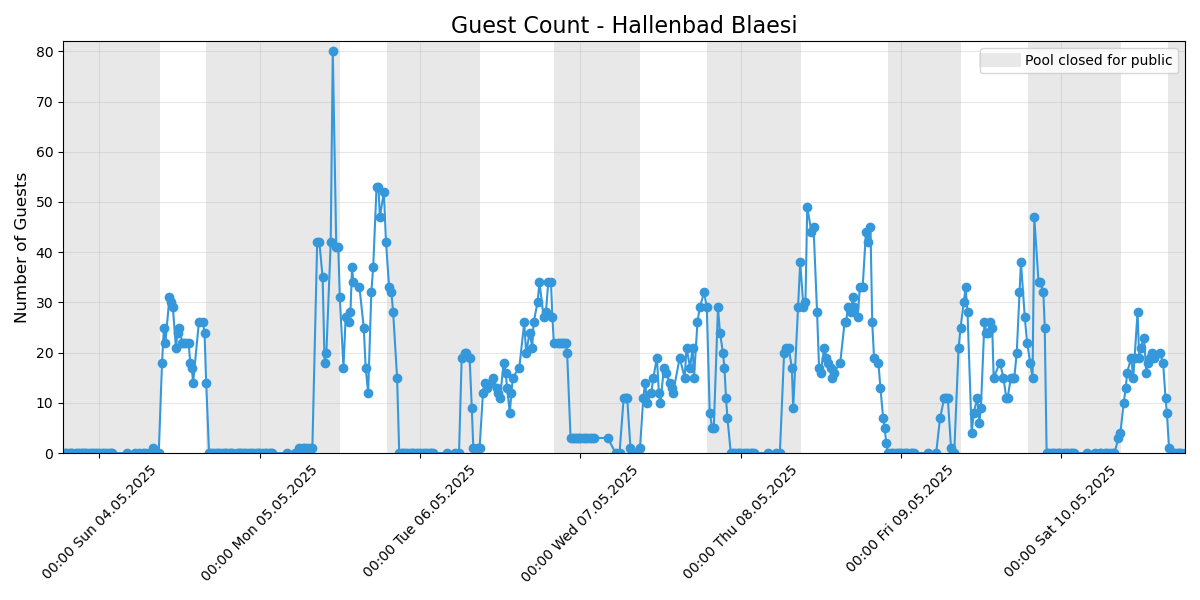 Guest Count - Hallenbad Blaesi
Pool closed for public
Number of Guests
80
70
60
50
40
30
20
10
0
00:00 Sun 04.05.2025
00:00 Mon 05.05.2025
00:00 Tue 06.05.2025
00:00 Wed 07.05.2025
00:00 Thu 08.05.2025
00:00 Fri 09.05.2025
00:00 Sat 10.05.2025